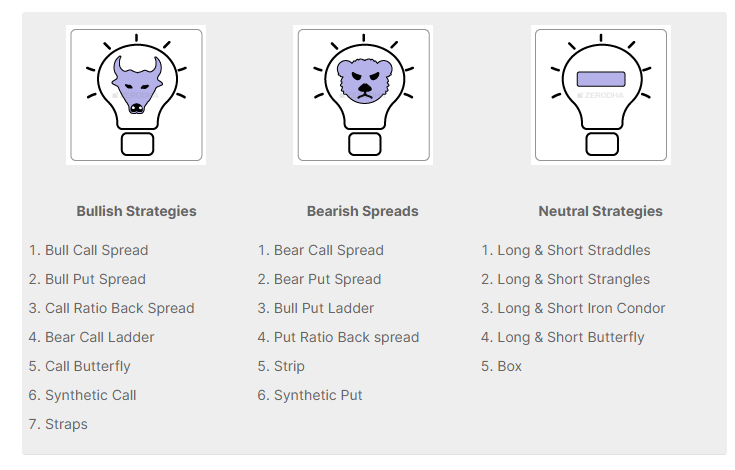 ZERODHA
Bullish Strategies
1. Bull Call Spread
2. Bull Put Spread
3. Call Ratio Back Spread
4. Bear Call Ladder
5. Call Butterfly
6. Synthetic Call
7. Straps
Bearish Spreads
1. Bear Call Spread
2. Bear Put Spread
3. Bull Put Ladder
4. Put Ratio Back spread
5. Strip
6. Synthetic Put
Neutral Strategies
1. Long & Short Straddles
2. Long & Short Strangles
3. Long & Short Iron Condor
4. Long & Short Butterfly
5. Box